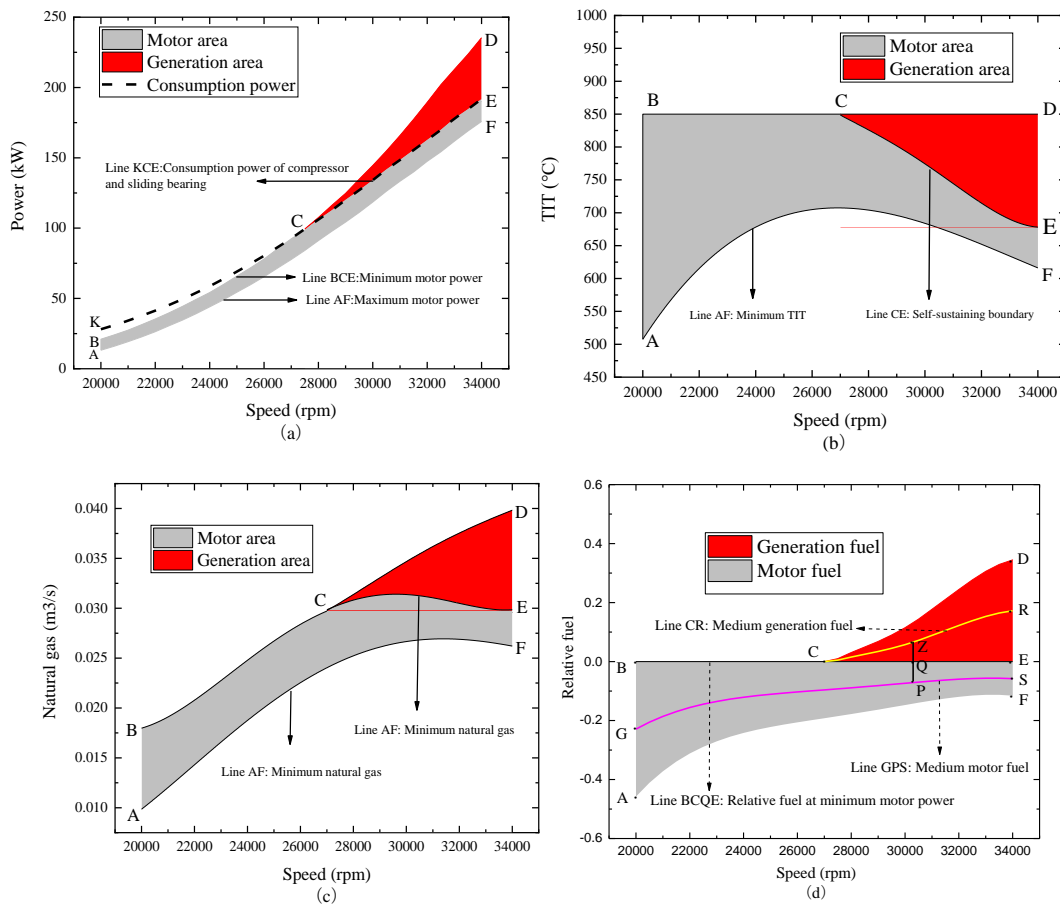 250
200
150
100
50
0
Power (kW)
Motor area
Generation area
Consumption power
D
E
F
Line KCE:Consumption power of compressor
and sliding bearing
C
Line BCE:Minimum motor power
Line AF:Maximum motor power
K
B
A
20000 22000 24000 26000 28000 30000 32000 34000
Speed (rpm)
(a)
1000
950
900
850
800
750
700
650
600
550
500
450
TIT (°C)
Motor area
Generation area
B
C
D
E
F
Line AF: Minimum TIT
Line CE: Self-sustaining boundary
A
20000 22000 24000 26000 28000 30000 32000 34000
Speed (rpm)
(b)
0.040
0.035
0.030
0.025
0.020
0.015
0.010
Natural gas (m3/s)
Motor area
Generation area
D
C
E
F
B
Line AF: Minimum natural gas
Line AF: Minimum natural gas
A
20000 22000 24000 26000 28000 30000 32000 34000
Speed (rpm)
(c)
0.6
0.4
0.2
0.0
-0.2
-0.4
-0.6
Relative fuel
Generation fuel
Motor fuel
D
Line CR: Medium generation fuel
R
C
Z
B
Q
E
P
S
F
G
Line GPS: Medium motor fuel
A
Line BCQE: Relative fuel at minimum motor power
20000 22000 24000 26000 28000 30000 32000 34000
Speed (rpm)
(d)